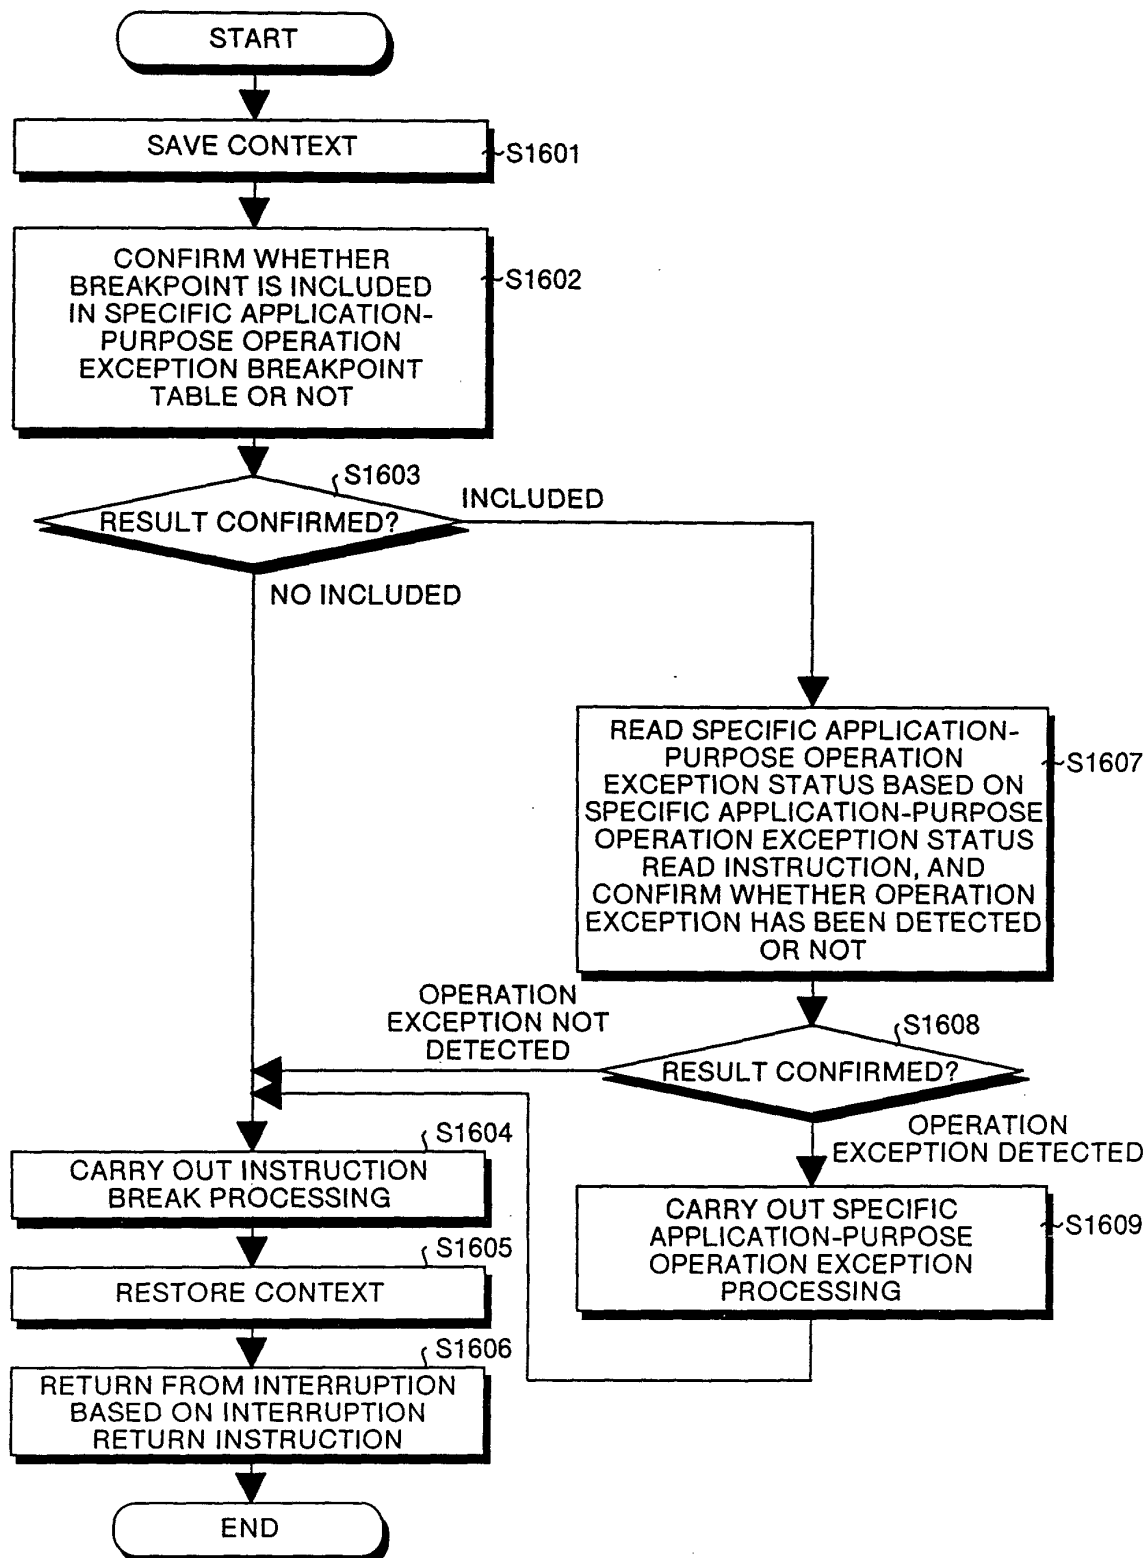 START
SAVE CONTEXT
S1601
CONFIRM WHETHER
BREAKPOINT IS INCLUDED
IN SPECIFIC APPLICATION-
PURPOSE OPERATION
EXCEPTION BREAKPOINT
TABLE OR NOT
S1602
S1603
RESULT CONFIRMED?
INCLUDED
NO INCLUDED
READ SPECIFIC APPLICATION-
PURPOSE OPERATION
EXCEPTION STATUS BASED ON
SPECIFIC APPLICATION-PURPOSE
OPERATION EXCEPTION STATUS
READ INSTRUCTION, AND
CONFIRM WHETHER OPERATION
EXCEPTION HAS BEEN DETECTED
OR NOT
S1607
OPERATION
EXCEPTION NOT
DETECTED
S1608
RESULT CONFIRMED?
OPERATION
EXCEPTION DETECTED
S1604
CARRY OUT INSTRUCTION
BREAK PROCESSING
CARRY OUT SPECIFIC
APPLICATION-PURPOSE
OPERATION EXCEPTION
PROCESSING
S1609
S1605
RESTORE CONTEXT
S1606
RETURN FROM INTERRUPTION
BASED ON INTERRUPTION
RETURN INSTRUCTION
END